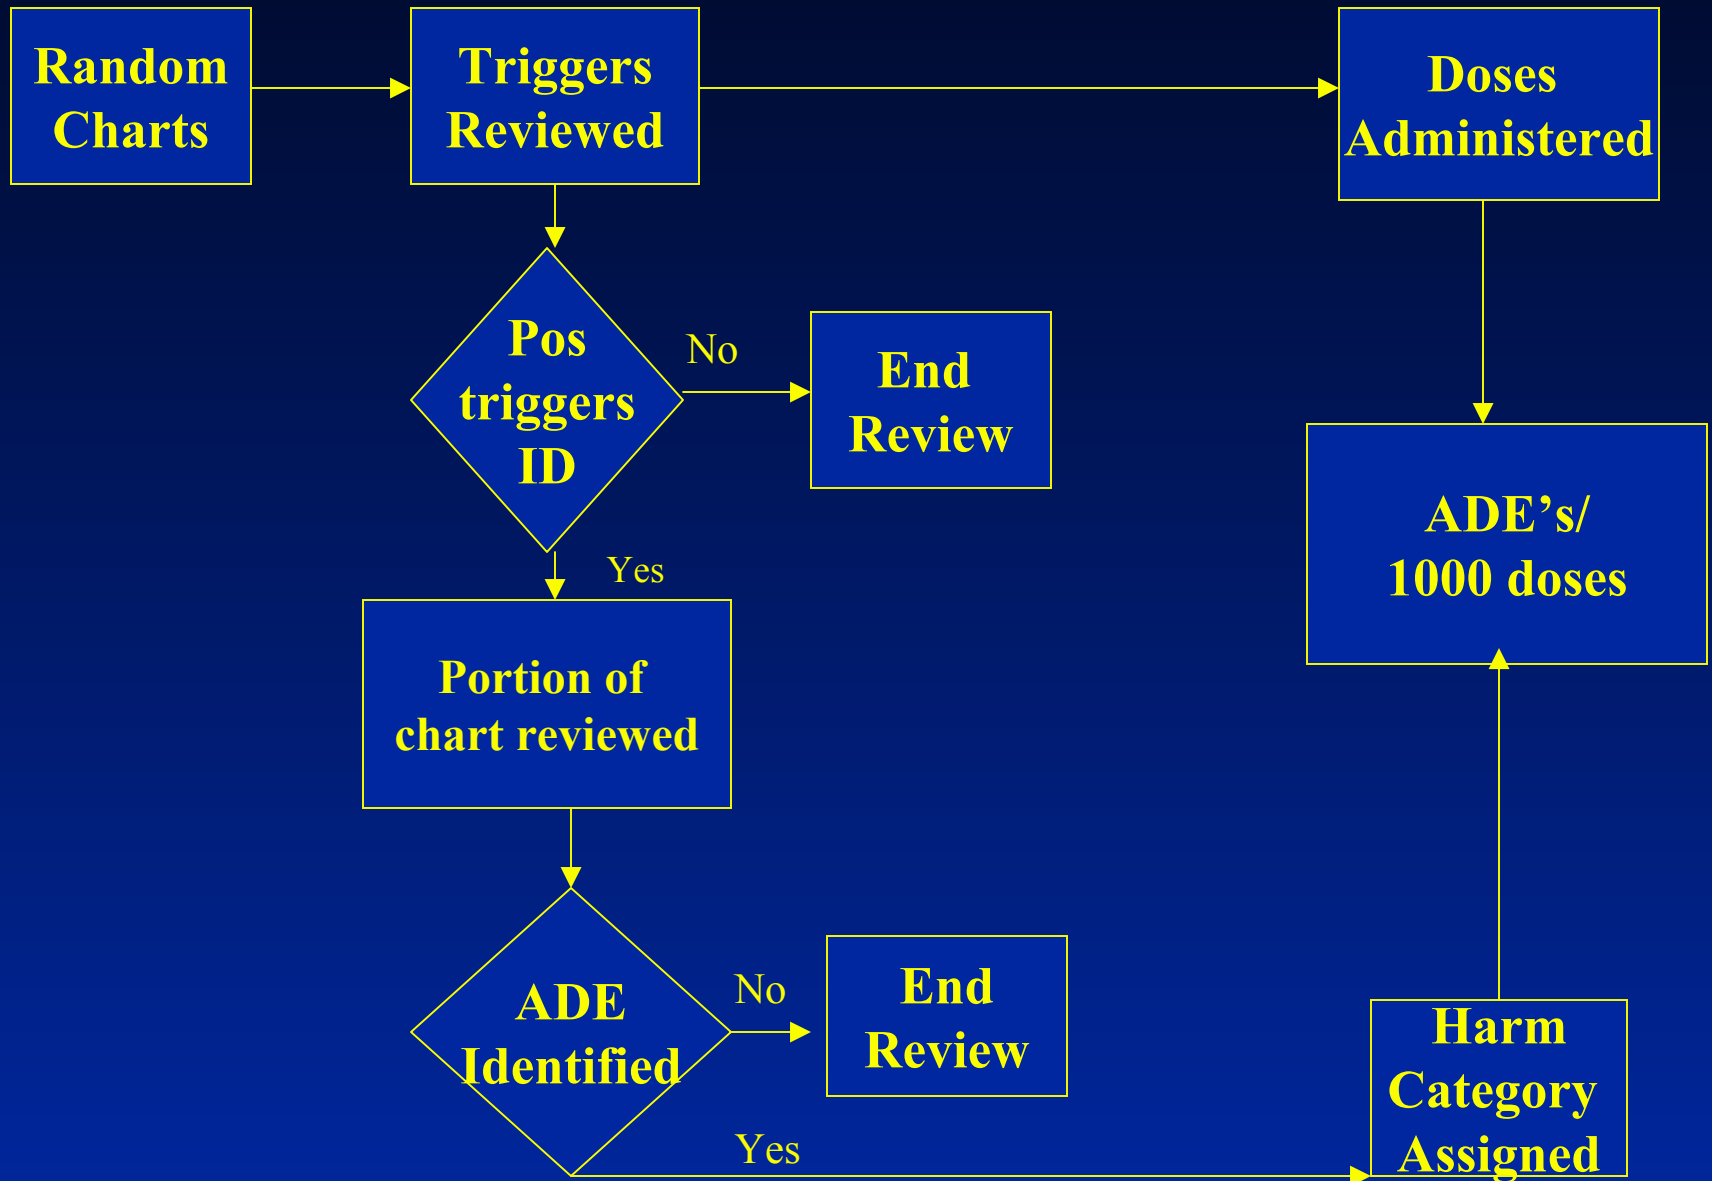 Random
Charts
Triggers
Reviewed
Doses
Administered
Pos
triggers
ID
No
End
Review
Yes
ADE’s/
1000 doses
Portion of
chart reviewed
ADE
Identified
No
End
Review
Yes
Harm
Category
Assigned